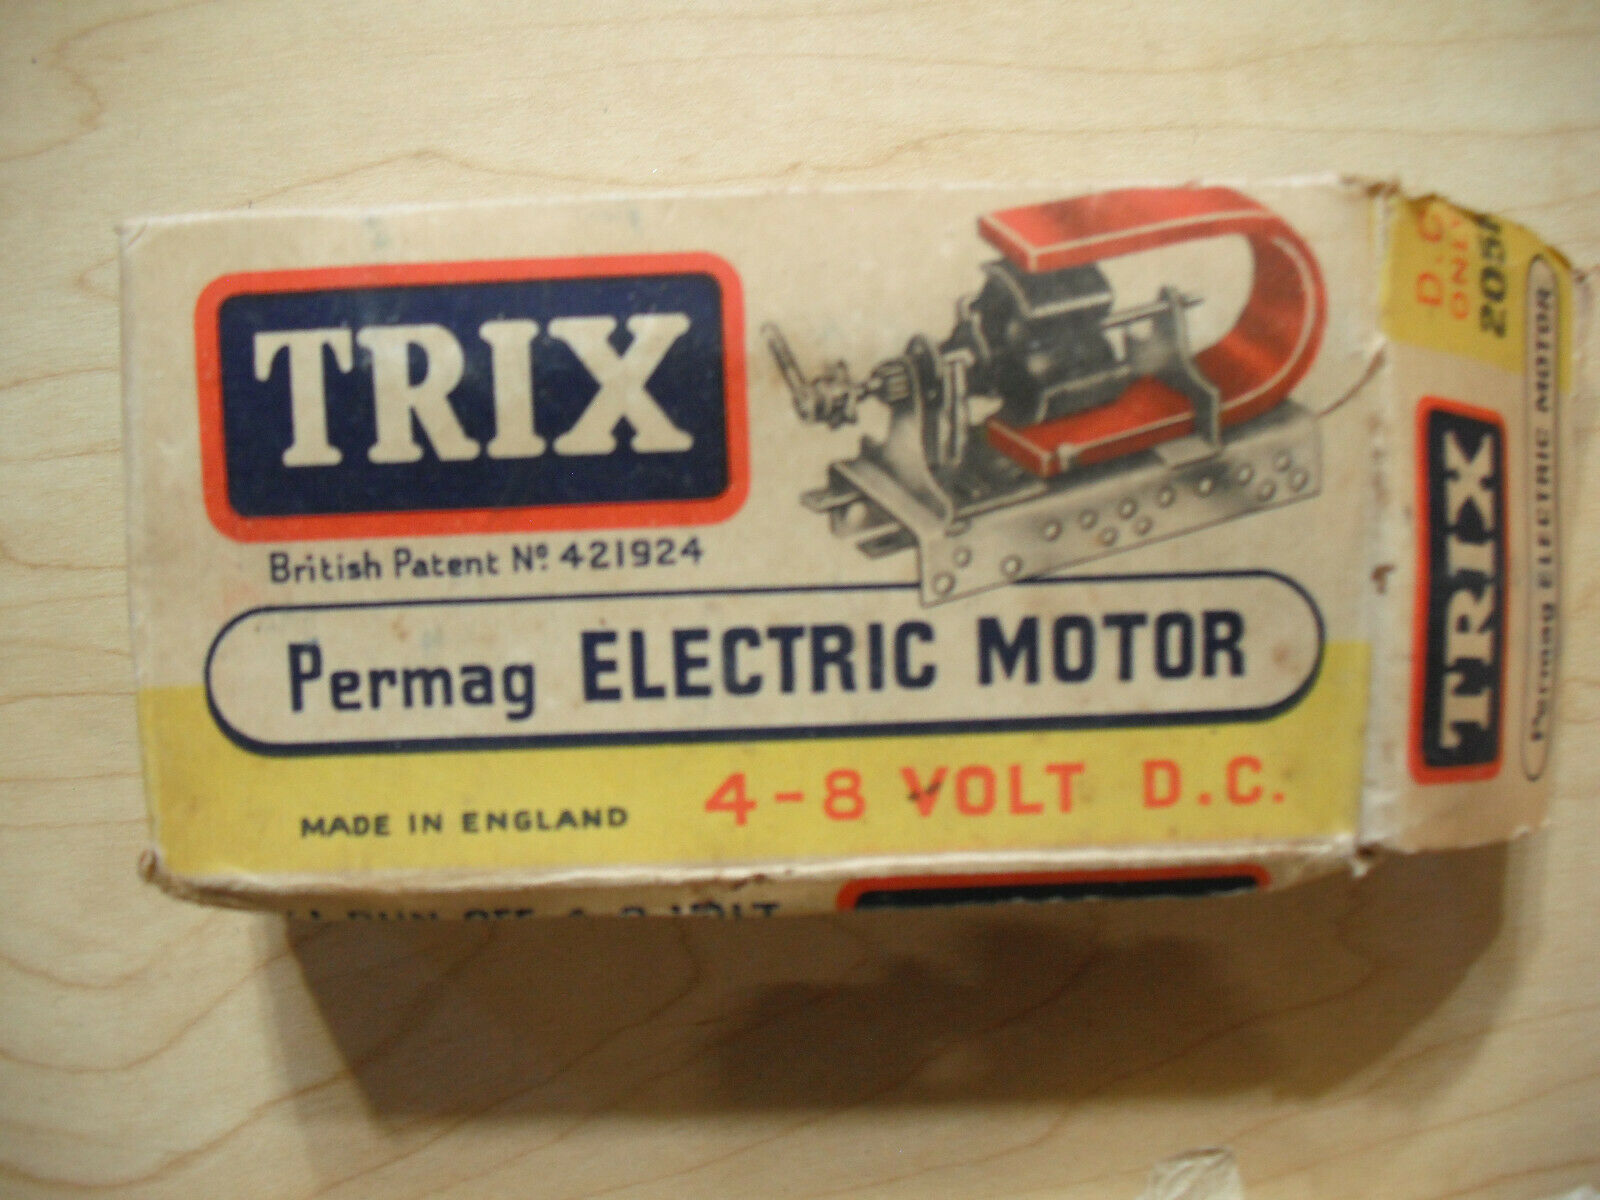 TRIX
British Patent Nº 421924
Permag ELECTRIC MOTOR
MADE IN ENGLAND
4-8 VOLT D.C.
TRIX
Permag ELECTRIC MOTOR